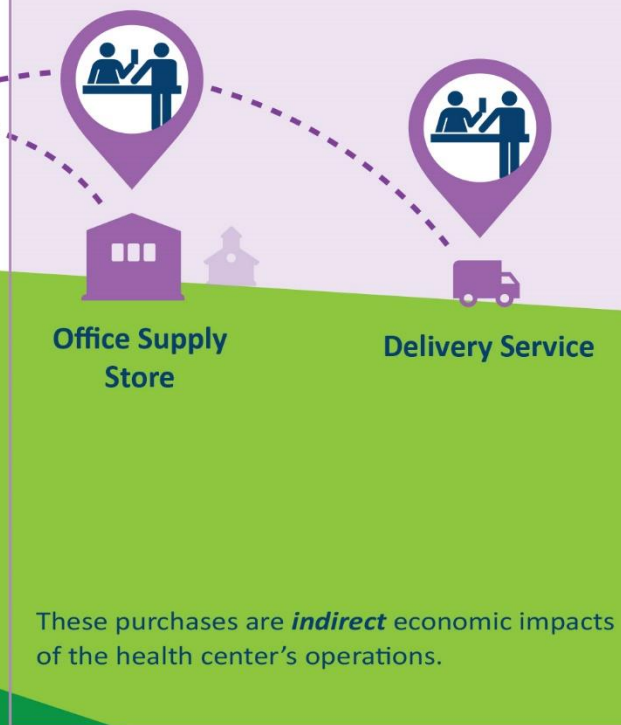 Office Supply
Store
Delivery Service
These purchases are indirect economic impacts
of the health center’s operations.